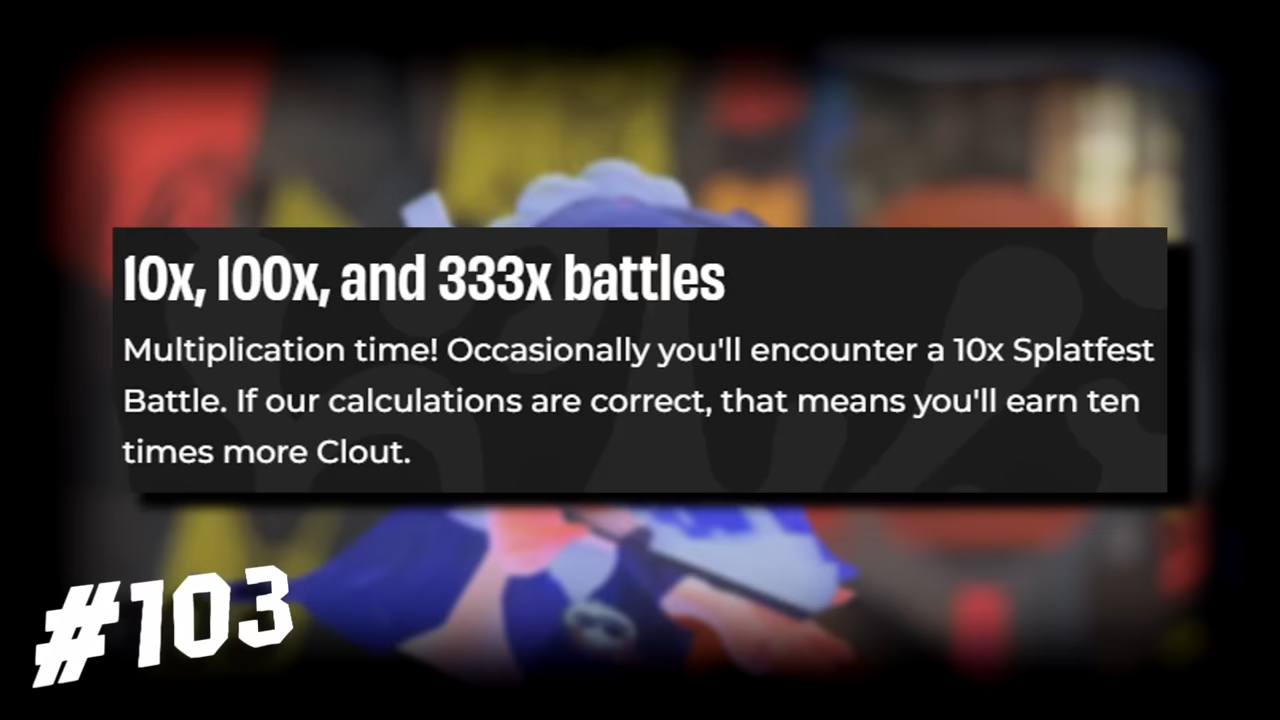 10x, 100x, and 333x battles
Multiplication time! Occasionally you'll encounter a 10x Splatfest
Battle. If our calculations are correct, that means you'll earn ten
times more Clout.
#103